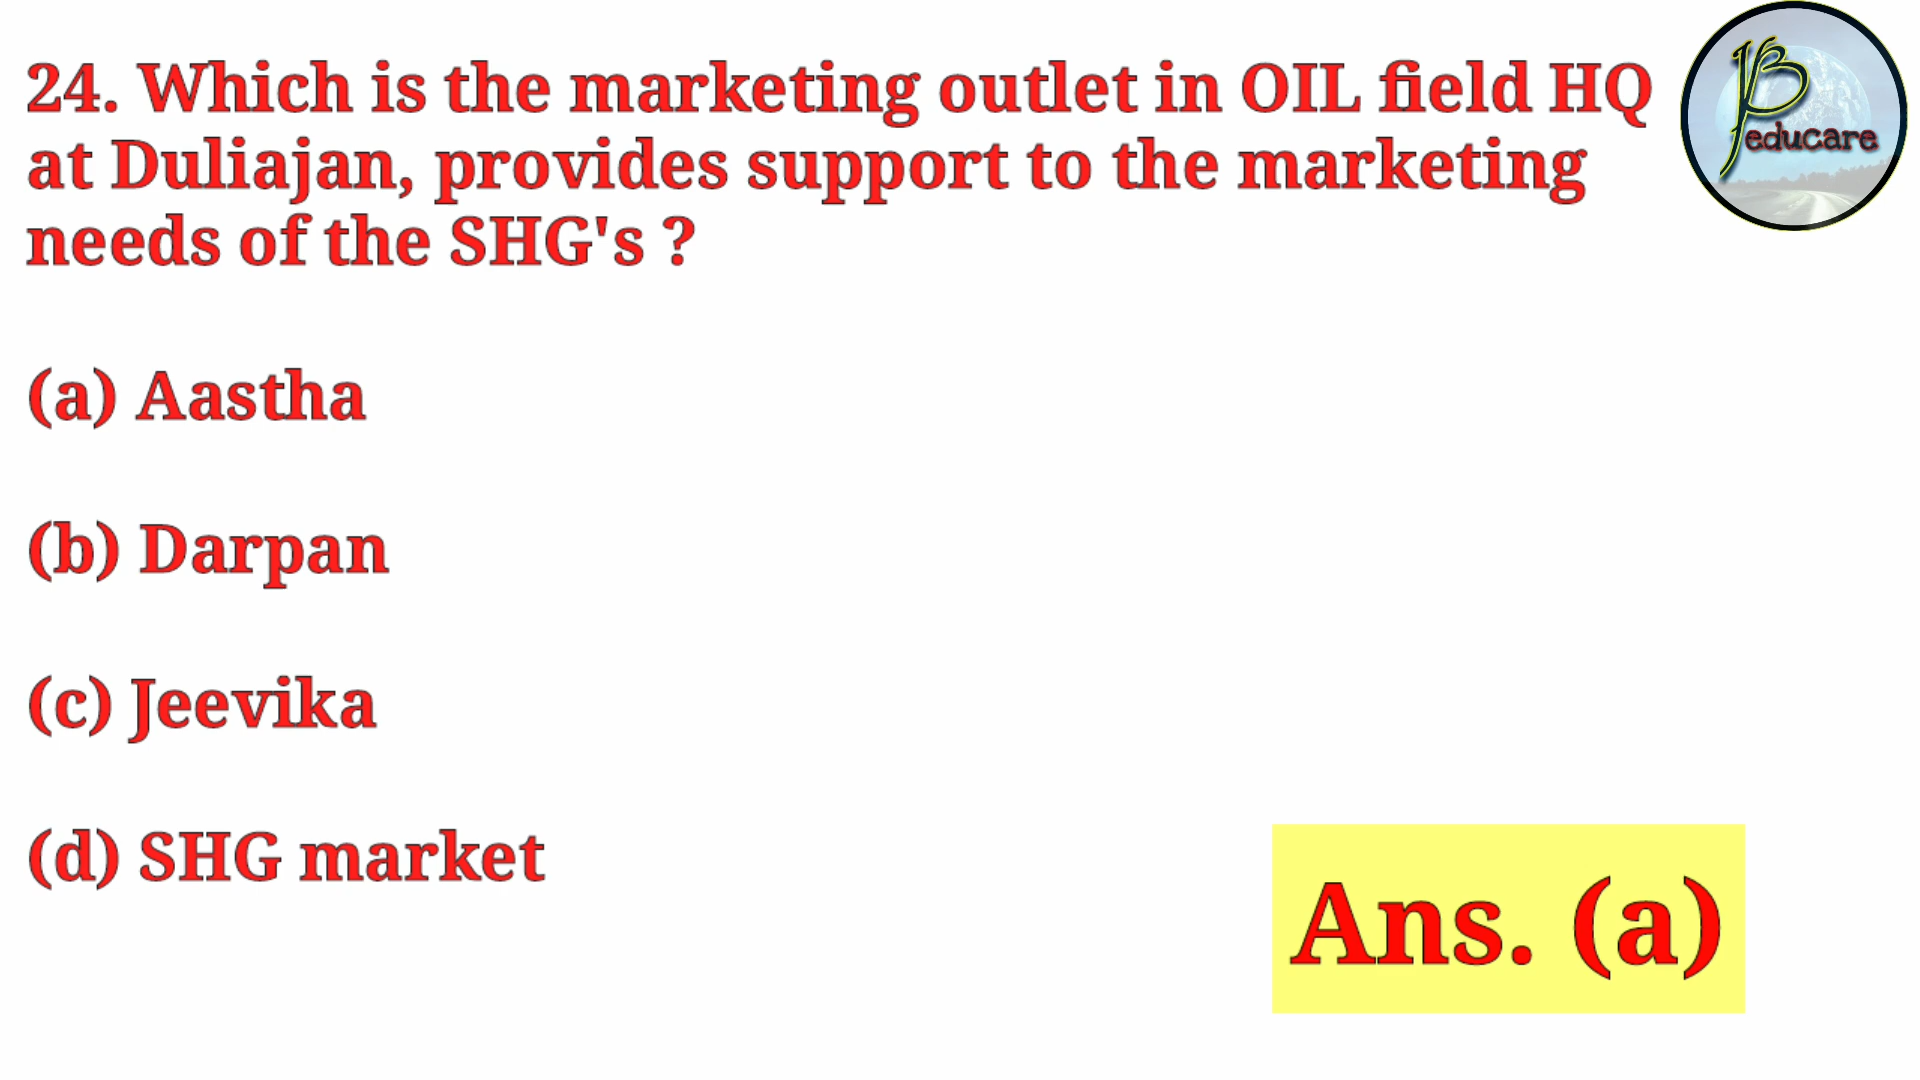 24. Which is the marketing outlet in OIL field HQ
at Duliajan, provides support to the marketing
needs of the SHG's ?
(a) Aastha
(b) Darpan
(c) Jeevika
(d) SHG market
Ans. (a)
educare